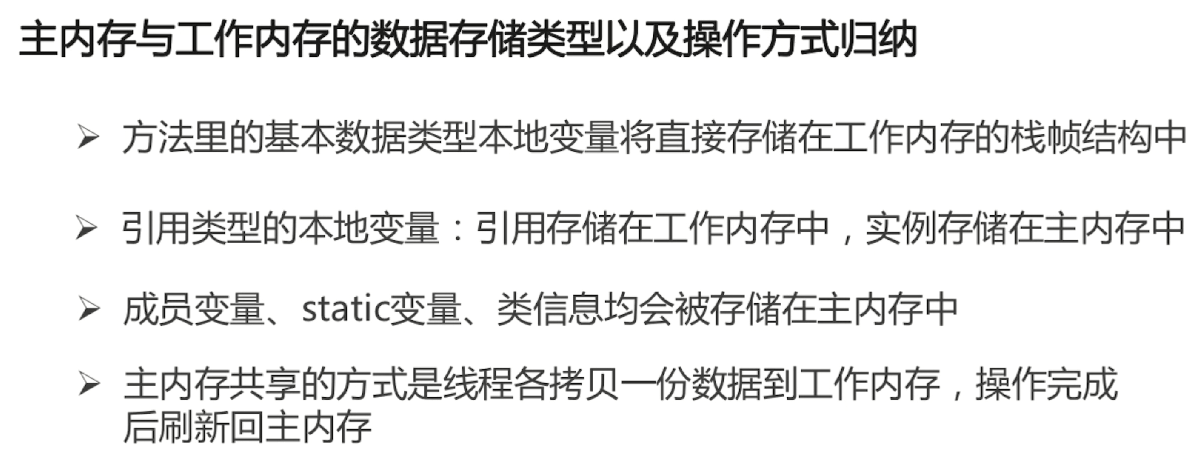 主内存与工作内存的数据存储类型以及操作方式归纳
➢ 方法里的基本数据类型本地变量将直接存储在工作内存的栈帧结构中
➢ 引用类型的本地变量：引用存储在工作内存中，实例存储在主内存中
➢ 成员变量、static变量、类信息均会被存储在主内存中
➢ 主内存共享的方式是线程各拷贝一份数据到工作内存，操作完成
后刷新回主内存